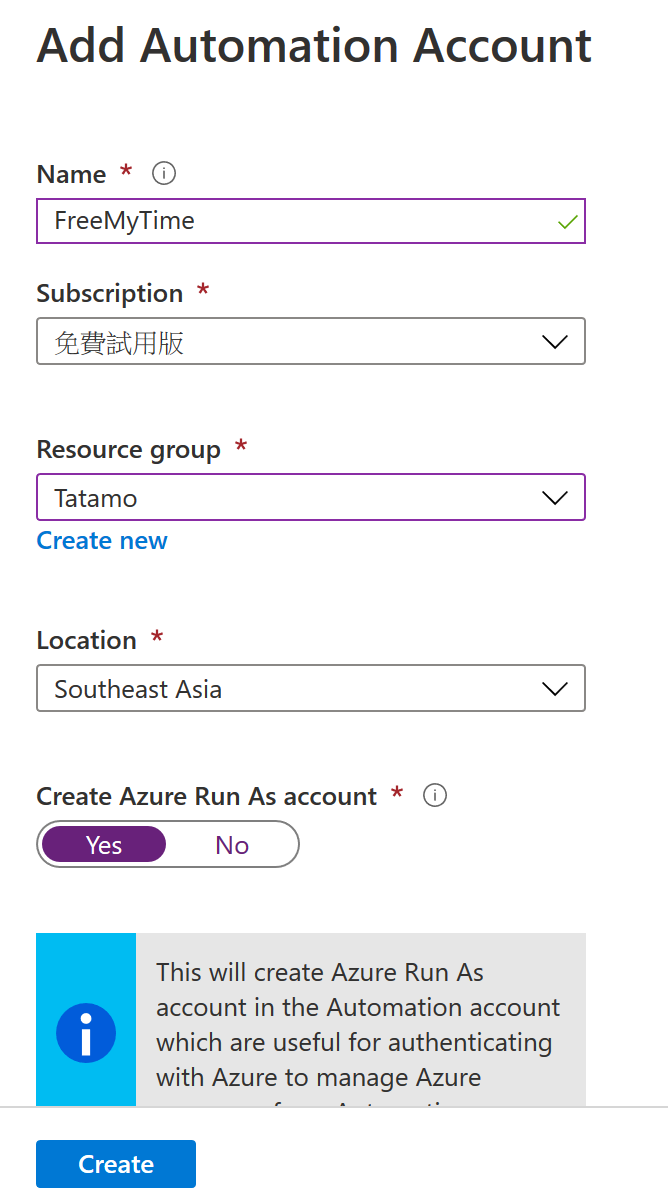 Add Automation Account
Name *
FreeMyTime
Subscription *
免費試用版
Resource group *
Tatamo
Create new
Location *
Southeast Asia
Create Azure Run As account *
Yes No
This will create Azure Run As
account in the Automation account
which are useful for authenticating
with Azure to manage Azure
Create